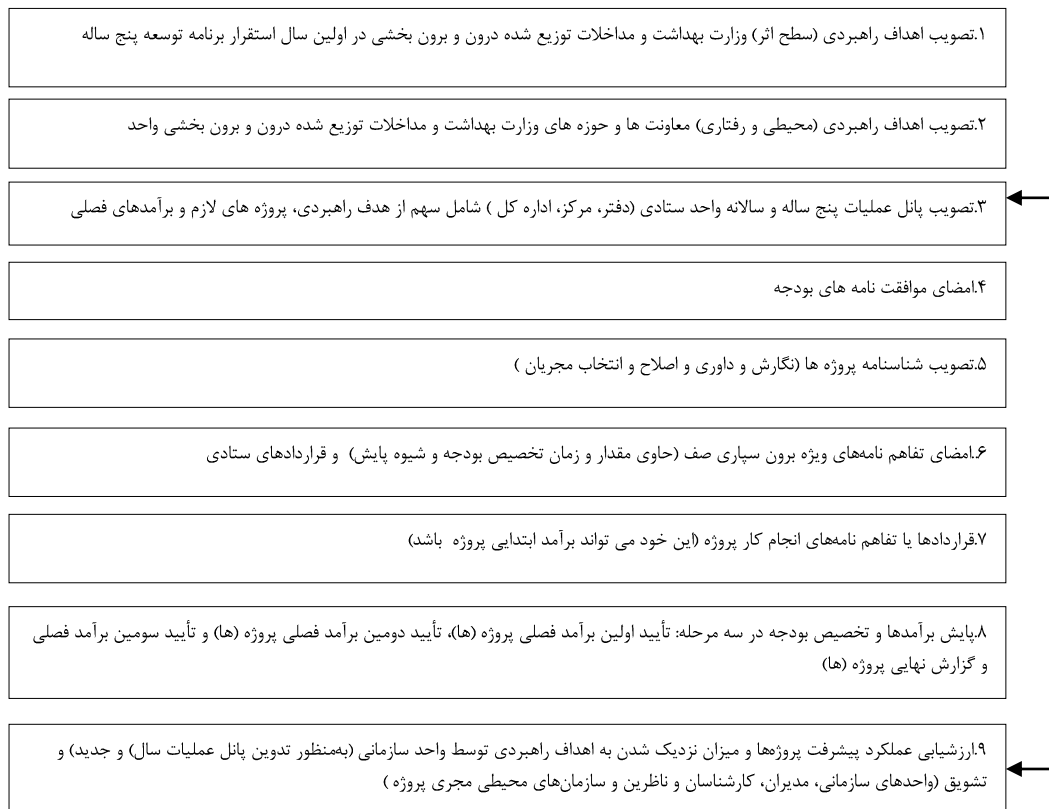 ۱.تصویب اهداف راهبردی (سطح اثر) وزارت بهداشت و مداخلات توزیع شده درون و برون بخشی در اولین سال استقرار برنامه توسعه پنج ساله
۲.تصویب اهداف راهبردی (محیطی و رفتاری) معاونت ها و حوزه های وزارت بهداشت و مداخلات توزیع شده درون و برون بخشی واحد
۳.تصویب پانل عملیات پنج ساله و سالانه واحد ستادی (دفتر، مرکز، اداره کل ) شامل سهم از هدف راهبردی، پروژه های لازم و برآمدهای فصلی
۴.امضای موافقت نامه های بودجه
۵.تصویب شناسنامه پروژه ها (نگارش و داوری و اصلاح و انتخاب مجریان )
۶.امضای تفاهم نامه‌های ویژه برون سپاری صف (حاوی مقدار و زمان تخصیص بودجه و شیوه پایش) و قراردادهای ستادی
۷.قراردادها یا تفاهم نامه‌های انجام کار پروژه (این خود می تواند برآمد ابتدایی پروژه باشد)
۸.پایش برآمدها و تخصیص بودجه در سه مرحله: تأیید اولین برآمد فصلی پروژه (ها)، تأیید دومین برآمد فصلی پروژه (ها) و تأیید سومین برآمد فصلی
و گزارش نهایی پروژه (ها)
۹.ارزشیابی عملکرد پیشرفت پروژه‌ها و میزان نزدیک شدن به اهداف راهبردی توسط واحد سازمانی (به‌منظور تدوین پانل عملیات سال) و جدید) و
تشویق (واحدهای سازمانی، مدیران، کارشناسان و ناظرین و سازمان‌های محیطی مجری پروژه )